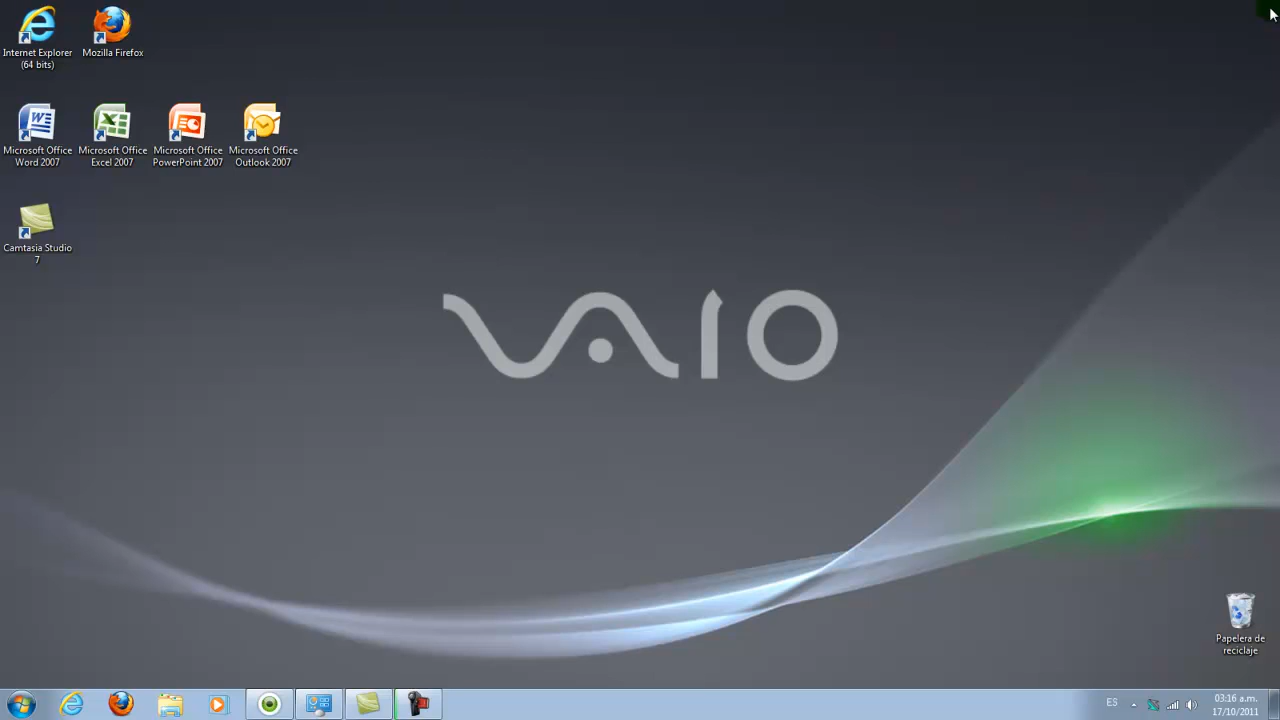 Internet Explorer
(64 bits)
Mozilla Firefox
Microsoft Office
Word 2007
Microsoft Office
Excel 2007
Microsoft Office
PowerPoint 2007
Microsoft Office
Outlook 2007
Camtasia Studio
7
VAIO
Papelera de
reciclaje
ES
03:16 a.m.
17/10/2011